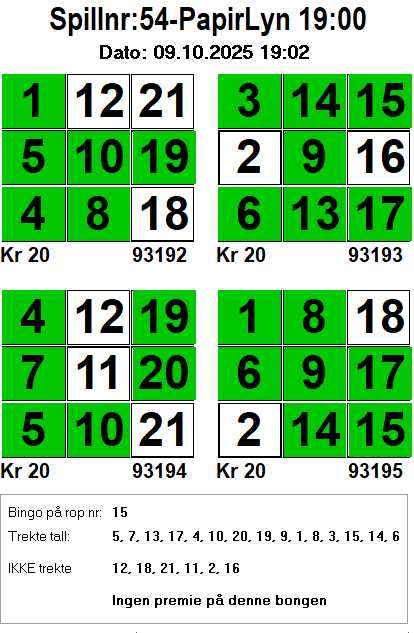 Spillnr:54-PapirLyn 19:00
Dato: 09.10.2025 19:02
1 12 21
5 10 19
4 8 18
Kr 20 93192
3 14 15
2 9 16
6 13 17
Kr 20 93193
4 12 19
7 11 20
5 10 21
Kr 20 93194
1 8 18
6 9 17
2 14 15
Kr 20 93195
Bingo på rop nr: 15
Trekte tall: 5, 7, 13, 17, 4, 10, 20, 19, 9, 1, 8, 3, 15, 14, 6
IKKE trekte 12, 18, 21, 11, 2, 16
Ingen premie på denne bongen